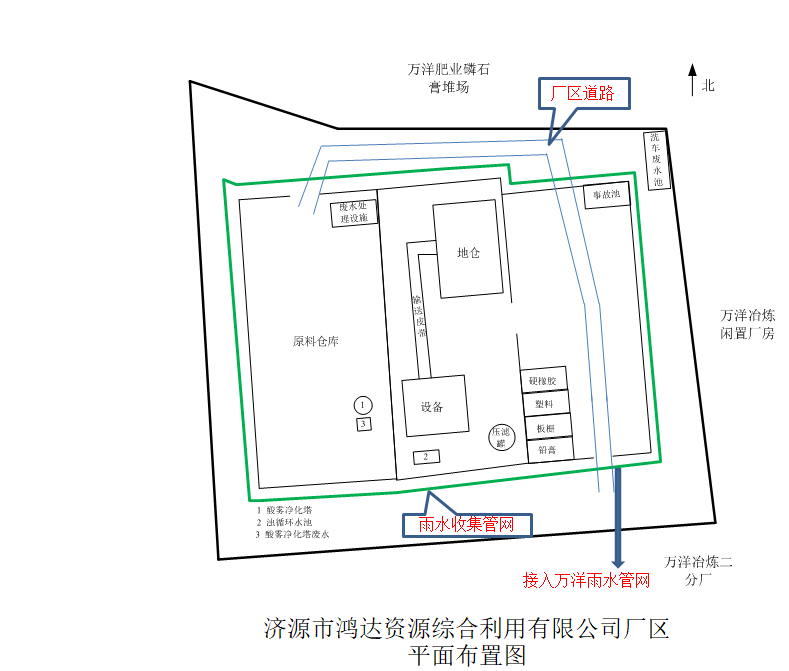 万洋肥业磷石
膏堆场
北
厂区道路
洗车废水池
废水处
理设施
事故池
地仓
输送皮带
万洋冶炼
闲置厂房
原料仓库
硬橡胶
设备
1
3
塑料
压滤
罐
板栅
铅膏
2
1 酸雾净化塔
2 浊循环水池
3 酸雾净化塔废水
雨水收集管网
万洋冶炼二
分厂
接入万洋雨水管网
济源市鸿达资源综合利用有限公司厂区
平面布置图